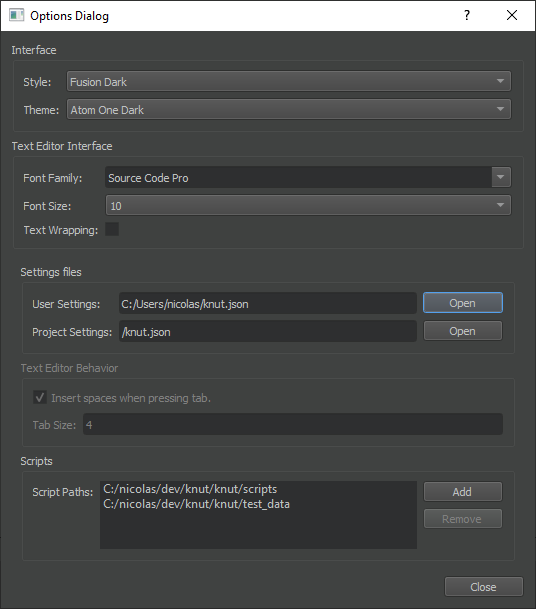 Options Dialog
?
Interface
Style: Fusion Dark
Theme: Atom One Dark
Text Editor Interface
Font Family: Source Code Pro
Font Size: 10
Text Wrapping:
Settings files
User Settings: C:/Users/nicolas/knut.json Open
Project Settings: /knut.json Open
Text Editor Behavior
Insert spaces when pressing tab.
Tab Size: 4
Scripts
Script Paths: C:/nicolas/dev/knut/knut/scripts Add
C:/nicolas/dev/knut/knut/test_data
Remove
Close